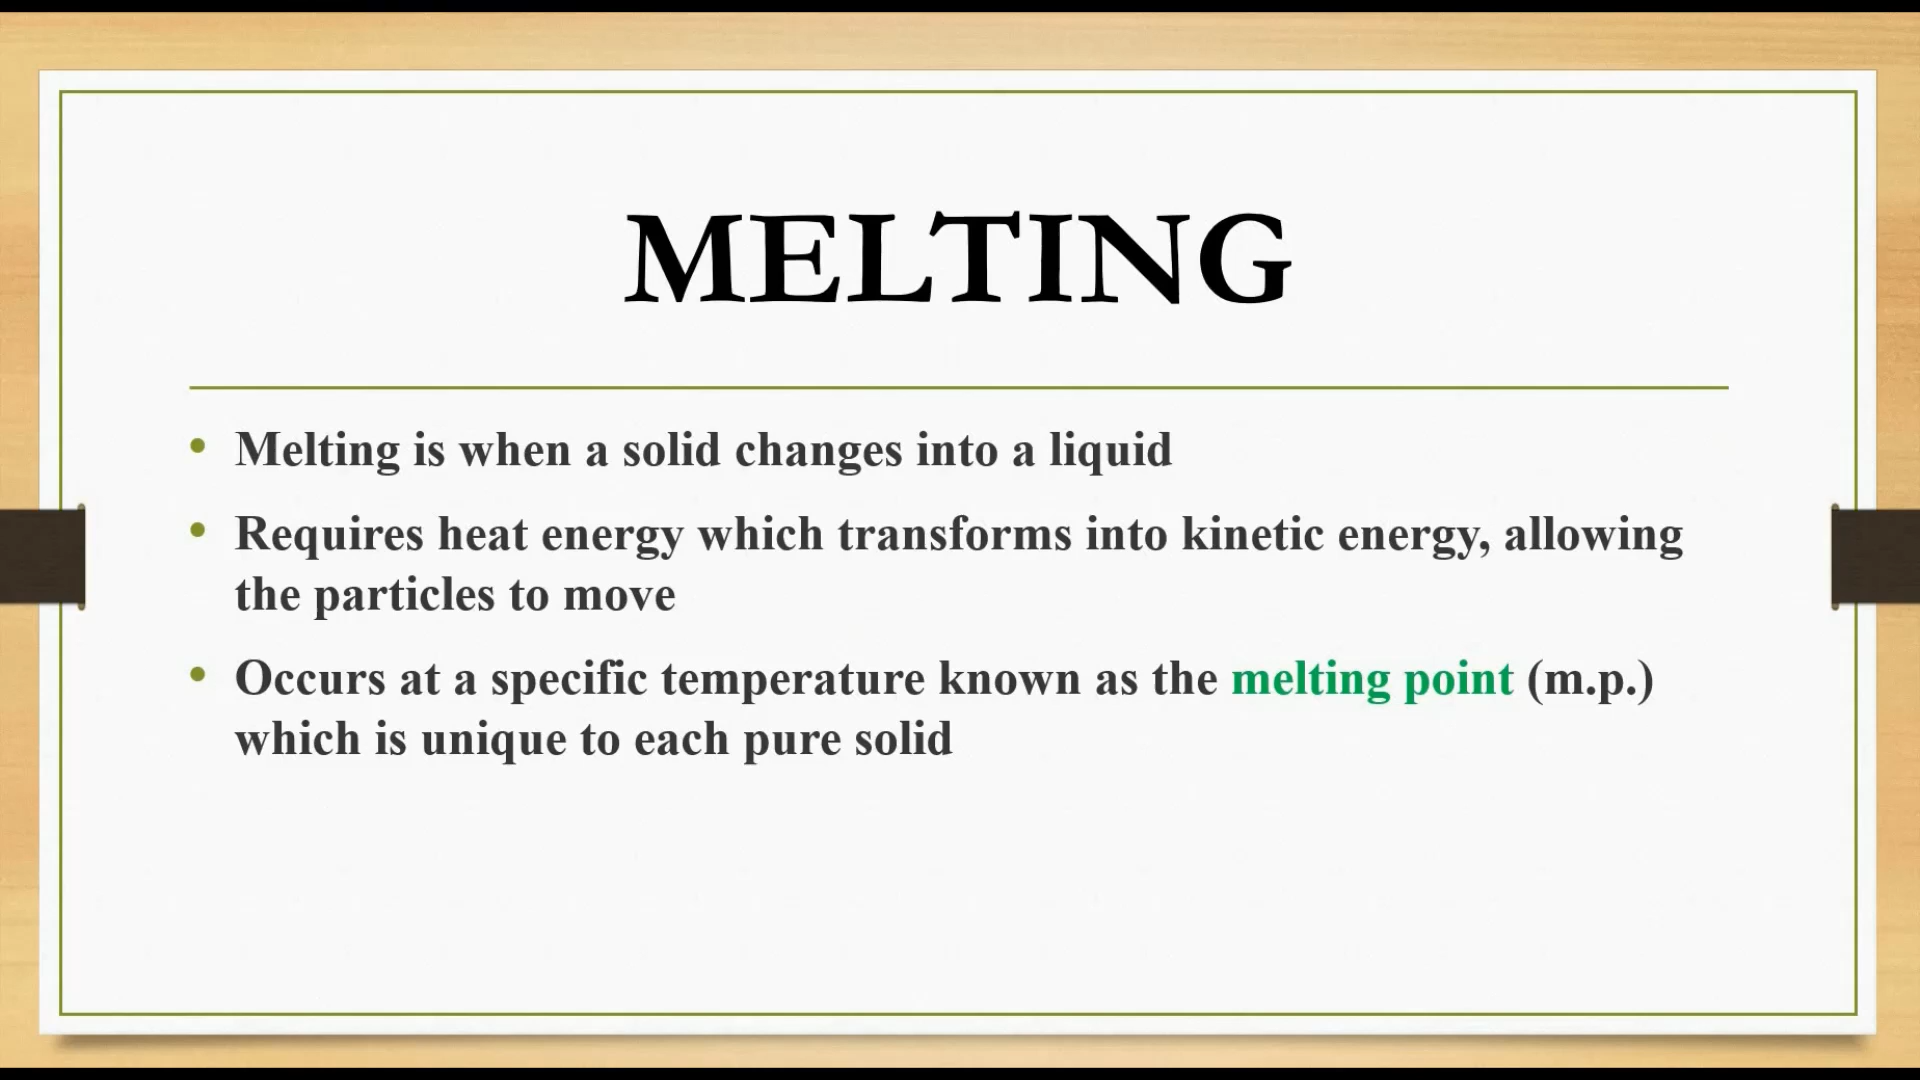 MELTING
• Melting is when a solid changes into a liquid
• Requires heat energy which transforms into kinetic energy, allowing
the particles to move
• Occurs at a specific temperature known as the melting point (m.p.)
which is unique to each pure solid